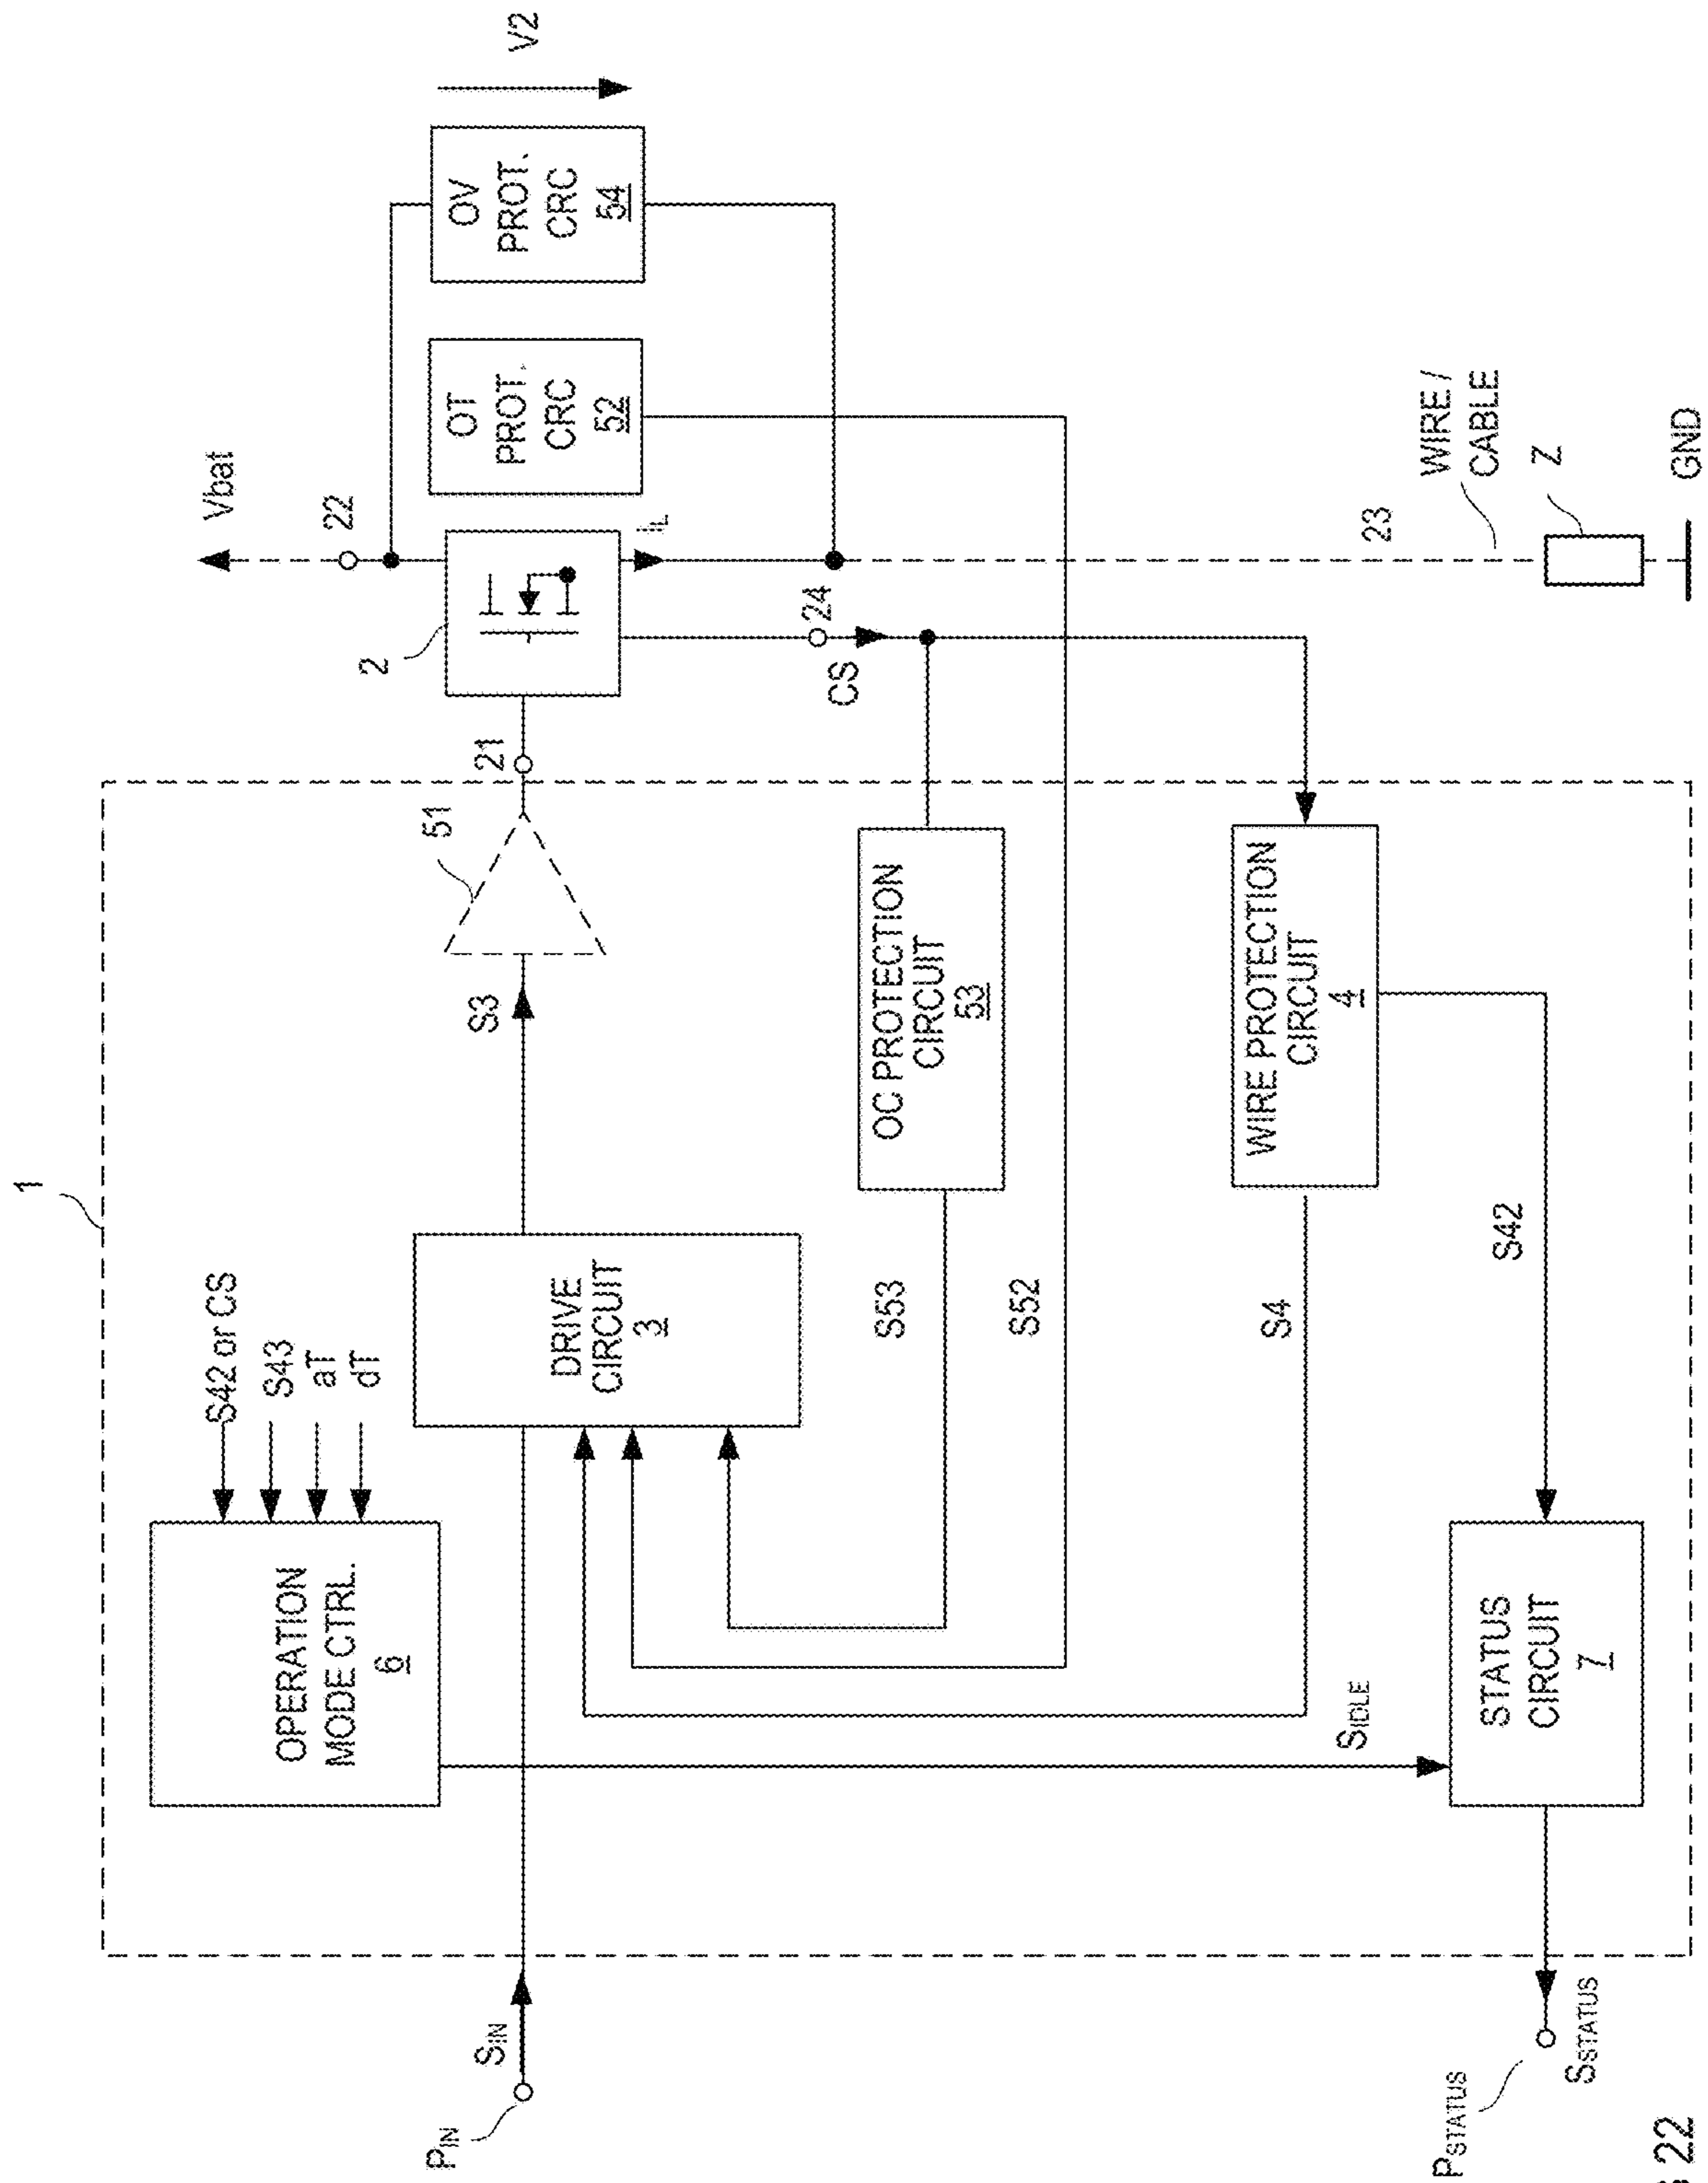 1
S42 or CS
S43
aT
dT
OPERATION
MODE CTRL.
6
PIN
SIN
DRIVE
CIRCUIT
3
S3
51
21
2
22
Vbat
OT
PROT.
CRC
52
OV
PROT.
CRC
54
V2
iL
24
CS
OC PROTECTION
CIRCUIT
53
S53
S52
WIRE PROTECTION
CIRCUIT
4
S4
S42
SIDLE
STATUS
CIRCUIT
7
PSTATUS
SSTATUS
23
WIRE /
CABLE
Z
GND
22